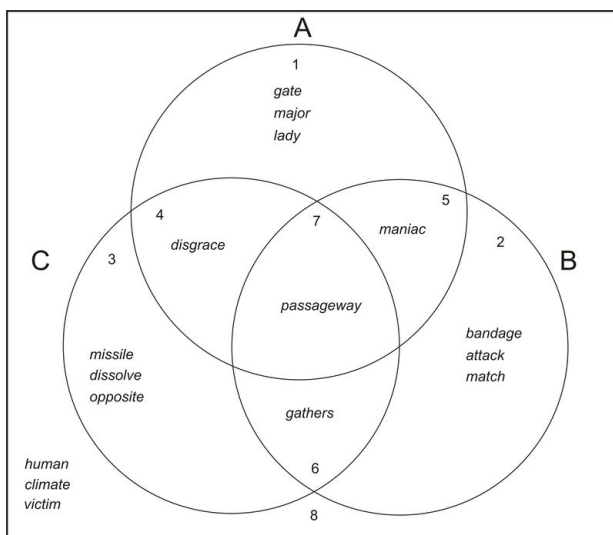 A
1
gate
major
lady
4
7
5
disgrace
maniac
C
3
2
B
passageway
missile
dissolve
opposite
bandage
attack
match
gathers
human
climate
victim
6
8